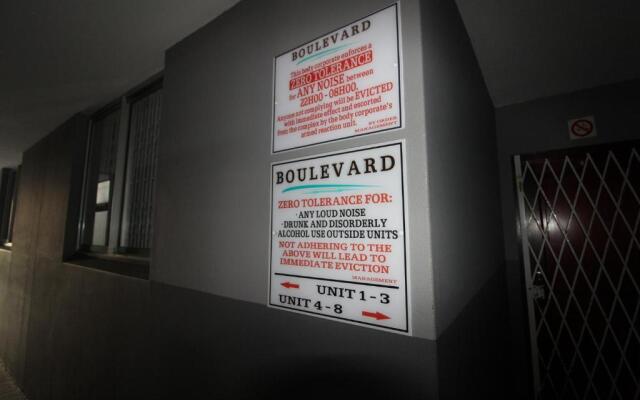 BOULEVARD
This body corporate enforces a
ZERO TOLERANCE
for ANY NOISE between
22H00 - 08H00.
Anyone not complying will be EVICTED
with immediate effect and escorted
from the complex by the body corporate's
armed reaction unit.
BY ORDER
MANAGEMENT
BOULEVARD
ZERO TOLERANCE FOR:
· ANY LOUD NOISE
· DRUNK AND DISORDERLY
ALCOHOL USE OUTSIDE UNITS
NOT ADHERING TO THE
ABOVE WILL LEAD TO
IMMEDIATE EVICTION
MANAGEMENT
UNIT 1 - 3
UNIT 4 - 8